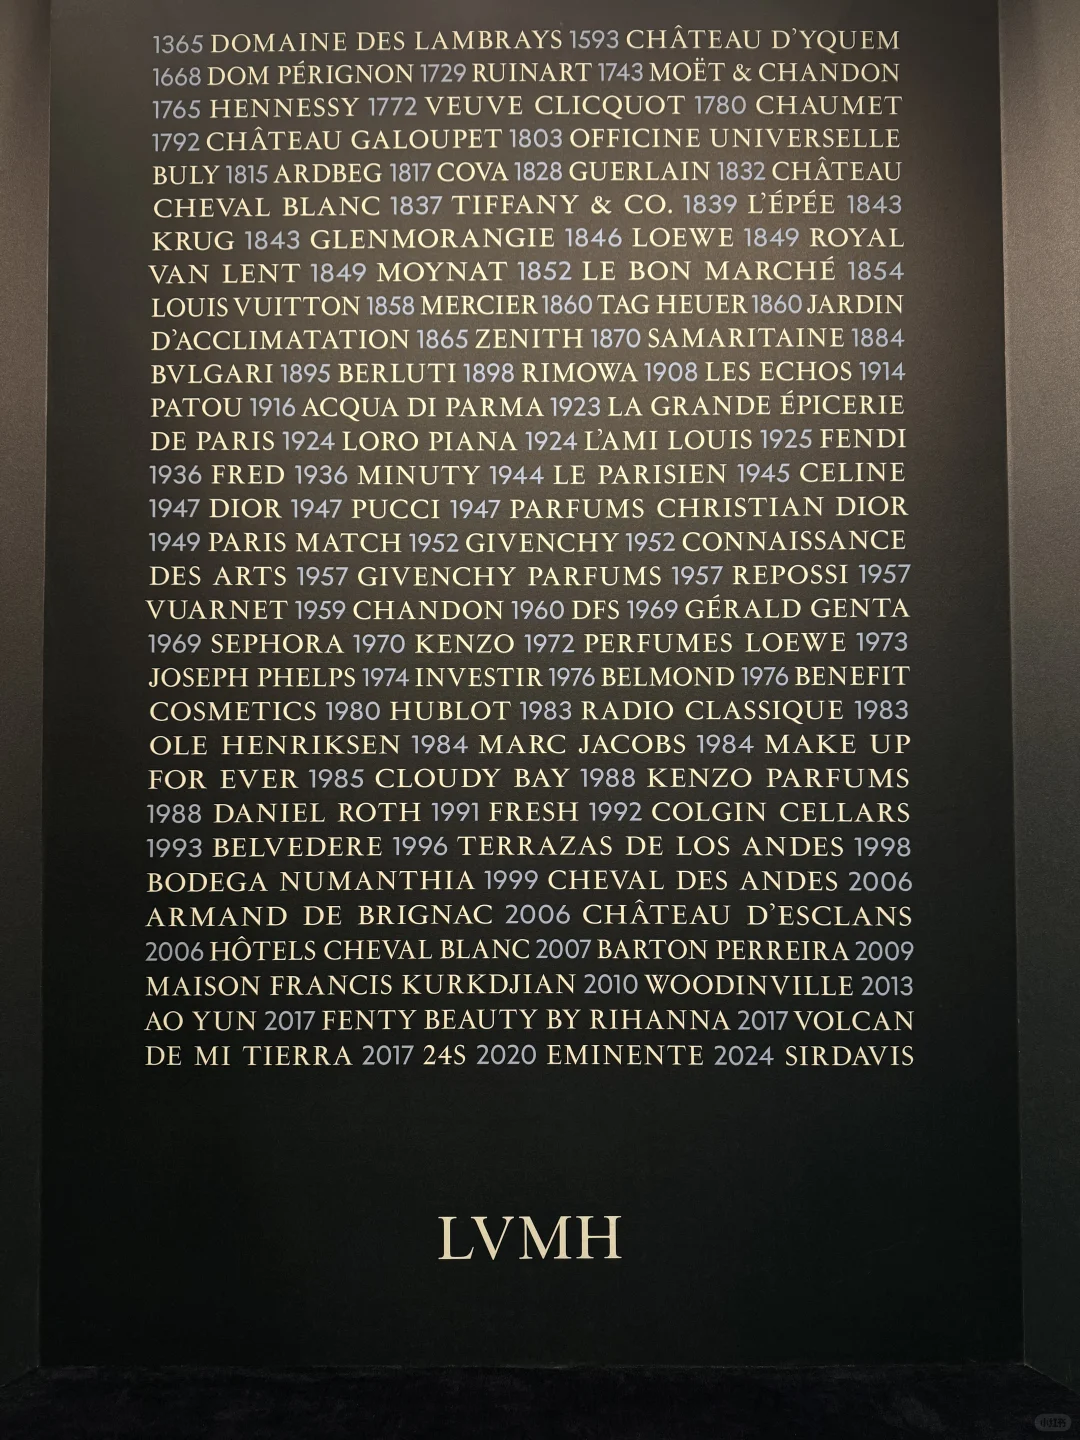 1365 DOMAINE DES LAMBRAYS 1593 CHÂTEAU D'YQUEM
1668 DOM PÉRIGNON 1729 RUINART 1743 MOËT & CHANDON
1765 HENNESSY 1772 VEUVE CLICQUOT 1780 CHAUMET
1792 CHÂTEAU GALOUPET 1803 OFFICINE UNIVERSELLE
BULY 1815 ARDBEG 1817 COVA 1828 GUERLAIN 1832 CHÂTEAU
CHEVAL BLANC 1837 TIFFANY & CO. 1839 L'ÉPÉE 1843
KRUG 1843 GLENMORANGIE 1846 LOEWE 1849 ROYAL
VAN LENT 1849 MOYNAT 1852 LE BON MARCHÉ 1854
LOUIS VUITTON 1858 MERCIER 1860 TAG HEUER 1860 JARDIN
D'ACCLIMATATION 1865 ZENITH 1870 SAMARITAINE 1884
BVLGARI 1895 BERLUTI 1898 RIMOWA 1908 LES ECHOS 1914
PATOU 1916 ACQUA DI PARMA 1923 LA GRANDE ÉPICERIE
DE PARIS 1924 LORO PIANA 1924 L'AMI LOUIS 1925 FENDI
1936 FRED 1936 MINUTY 1944 LE PARISIEN 1945 CELINE
1947 DIOR 1947 PUCCI 1947 PARFUMS CHRISTIAN DIOR
1949 PARIS MATCH 1952 GIVENCHY 1952 CONNAISSANCE
DES ARTS 1957 GIVENCHY PARFUMS 1957 REPOSSI 1957
VUARNET 1959 CHANDON 1960 DFS 1969 GÉRALD GENTA
1969 SEPHORA 1970 KENZO 1972 PERFUMES LOEWE 1973
JOSEPH PHELPS 1974 INVESTIR 1976 BELMOND 1976 BENEFIT
COSMETICS 1980 HUBLOT 1983 RADIO CLASSIQUE 1983
OLE HENRIKSEN 1984 MARC JACOBS 1984 MAKE UP
FOR EVER 1985 CLOUDY BAY 1988 KENZO PARFUMS
1988 DANIEL ROTH 1991 FRESH 1992 COLGIN CELLARS
1993 BELVEDERE 1996 TERRAZAS DE LOS ANDES 1998
BODEGA NUMANTHIA 1999 CHEVAL DES ANDES 2006
ARMAND DE BRIGNAC 2006 CHÂTEAU D'ESCLANS
2006 HÔTELS CHEVAL BLANC 2007 BARTON PERREIRA 2009
MAISON FRANCIS KURKDJIAN 2010 WOODINVILLE 2013
AO YUN 2017 FENTY BEAUTY BY RIHANNA 2017 VOLCAN
DE MI TIERRA 2017 24S 2020 EMINENTE 2024 SIRDAVIS
LVMH